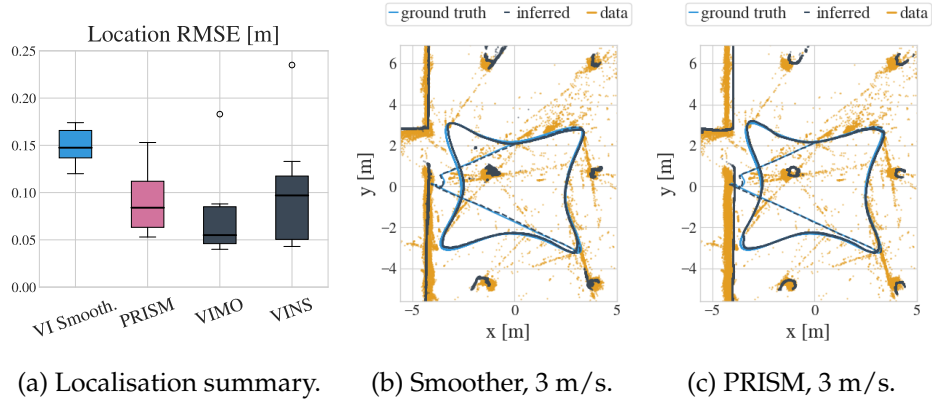 Location RMSE [m]
0.25
0.20
0.15
0.10
0.05
0.00
VI Smooth.
PRISM
VIMO
VINS
(a) Localisation summary.
ground truth inferred data
y [m]
6
4
2
0
−2
−4
−5 0 5
x [m]
(b) Smoother, 3 m/s.
ground truth inferred data
y [m]
6
4
2
0
−2
−4
−5 0 5
x [m]
(c) PRISM, 3 m/s.